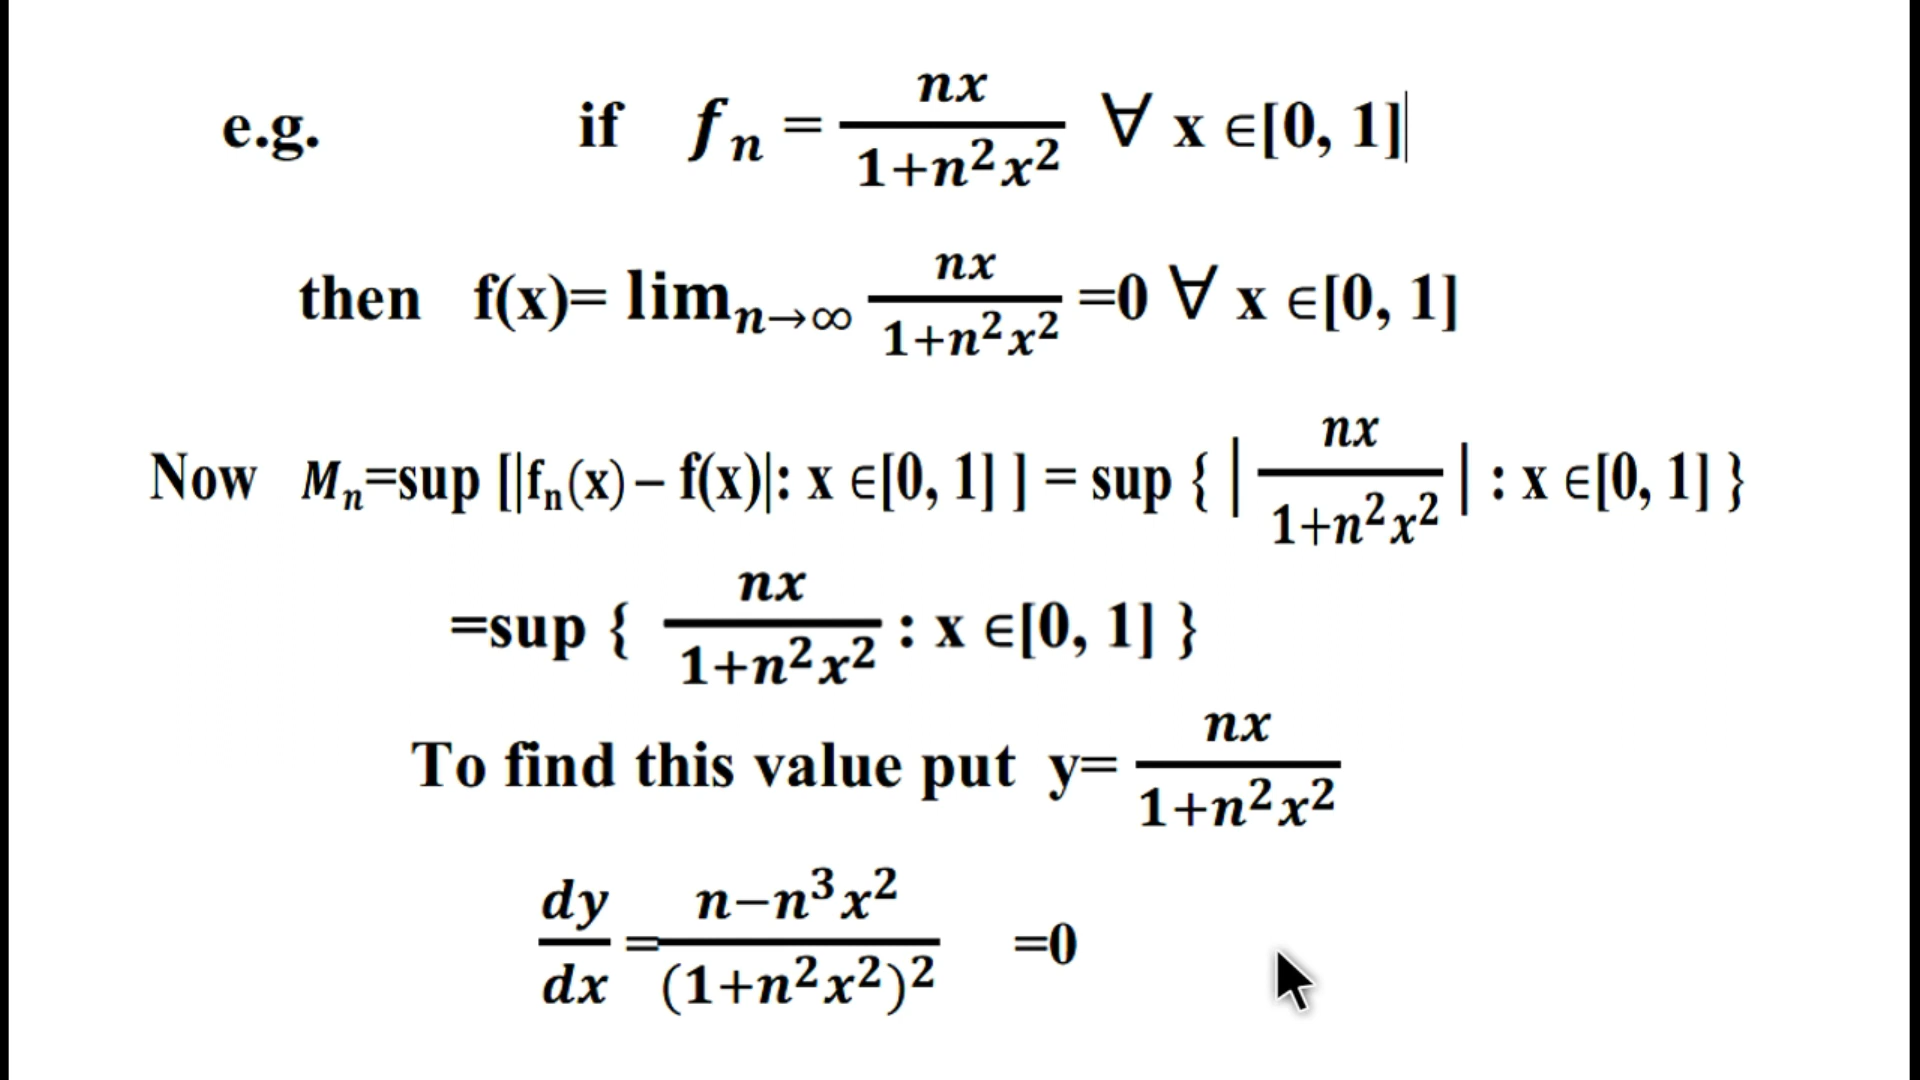 e.g. if fₙ = nx/(1+n²x²) ∀ x ∈[0, 1]
then f(x)= limₙ→∞ nx/(1+n²x²) =0 ∀ x ∈[0, 1]
Now Mₙ=sup [|fₙ(x) – f(x)|: x ∈[0, 1] ] = sup { | nx/(1+n²x²) | : x ∈[0, 1] }
=sup { nx/(1+n²x²) : x ∈[0, 1] }
To find this value put y= nx/(1+n²x²)
dy/dx = (n−n³x²)/(1+n²x²)² =0